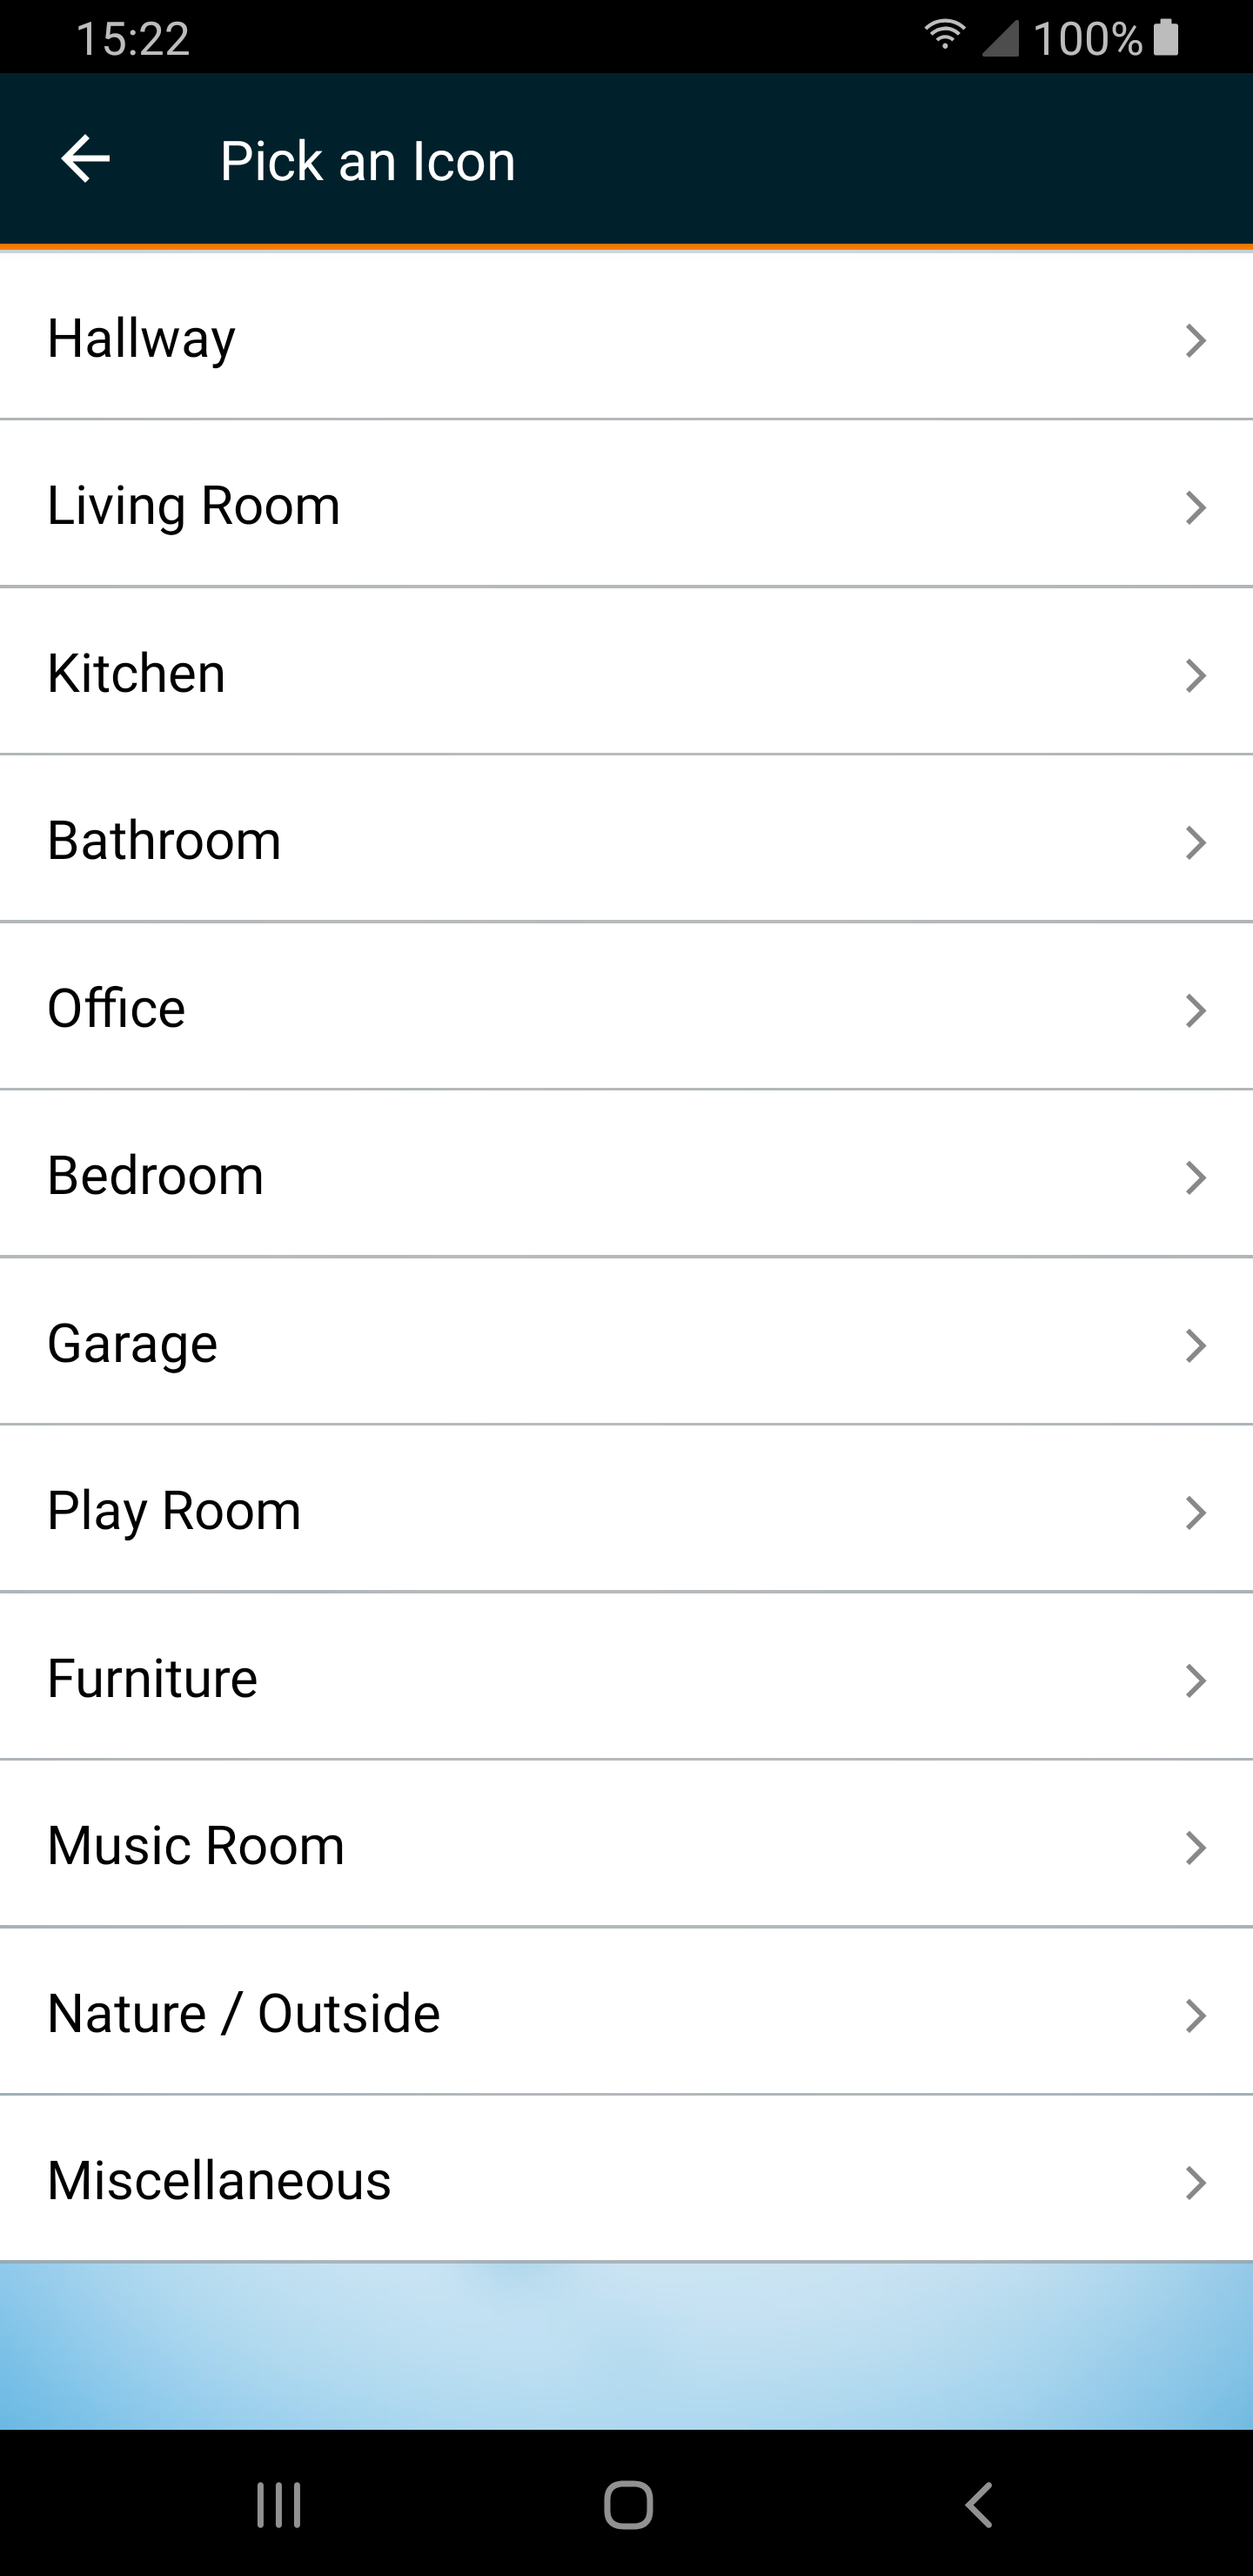 15:22 100%
Pick an Icon
Hallway
Living Room
Kitchen
Bathroom
Office
Bedroom
Garage
Play Room
Furniture
Music Room
Nature / Outside
Miscellaneous